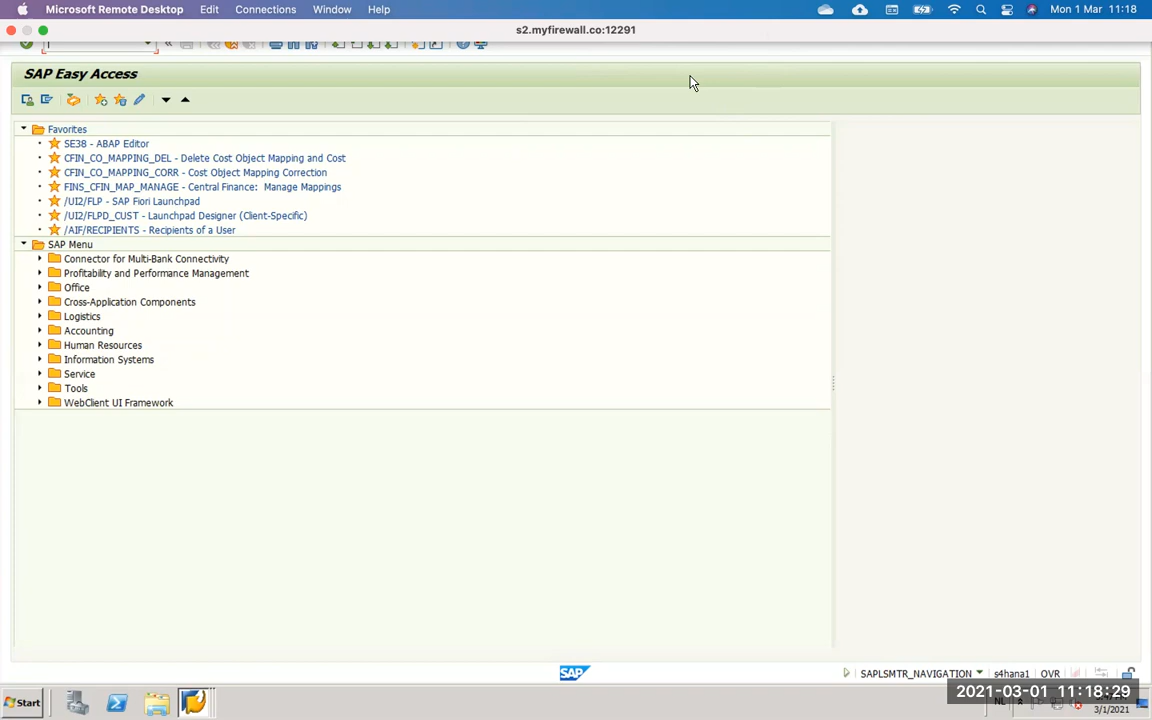 Microsoft Remote Desktop Edit Connections Window Help Mon 1 Mar 11:18
s2.myfirewall.co:12291
SAP Easy Access
Favorites
SE38 - ABAP Editor
CFIN_CO_MAPPING_DEL - Delete Cost Object Mapping and Cost
CFIN_CO_MAPPING_CORR - Cost Object Mapping Correction
FINS_CFIN_MAP_MANAGE - Central Finance: Manage Mappings
/UI2/FLP - SAP Fiori Launchpad
/UI2/FLPD_CUST - Launchpad Designer (Client-Specific)
/AIF/RECIPIENTS - Recipients of a User
SAP Menu
Connector for Multi-Bank Connectivity
Profitability and Performance Management
Office
Cross-Application Components
Logistics
Accounting
Human Resources
Information Systems
Service
Tools
WebClient UI Framework
SAP SAPLSMTR_NAVIGATION s4hana1 OVR
2021-03-01 11:18:29
Start NL
3/1/2021